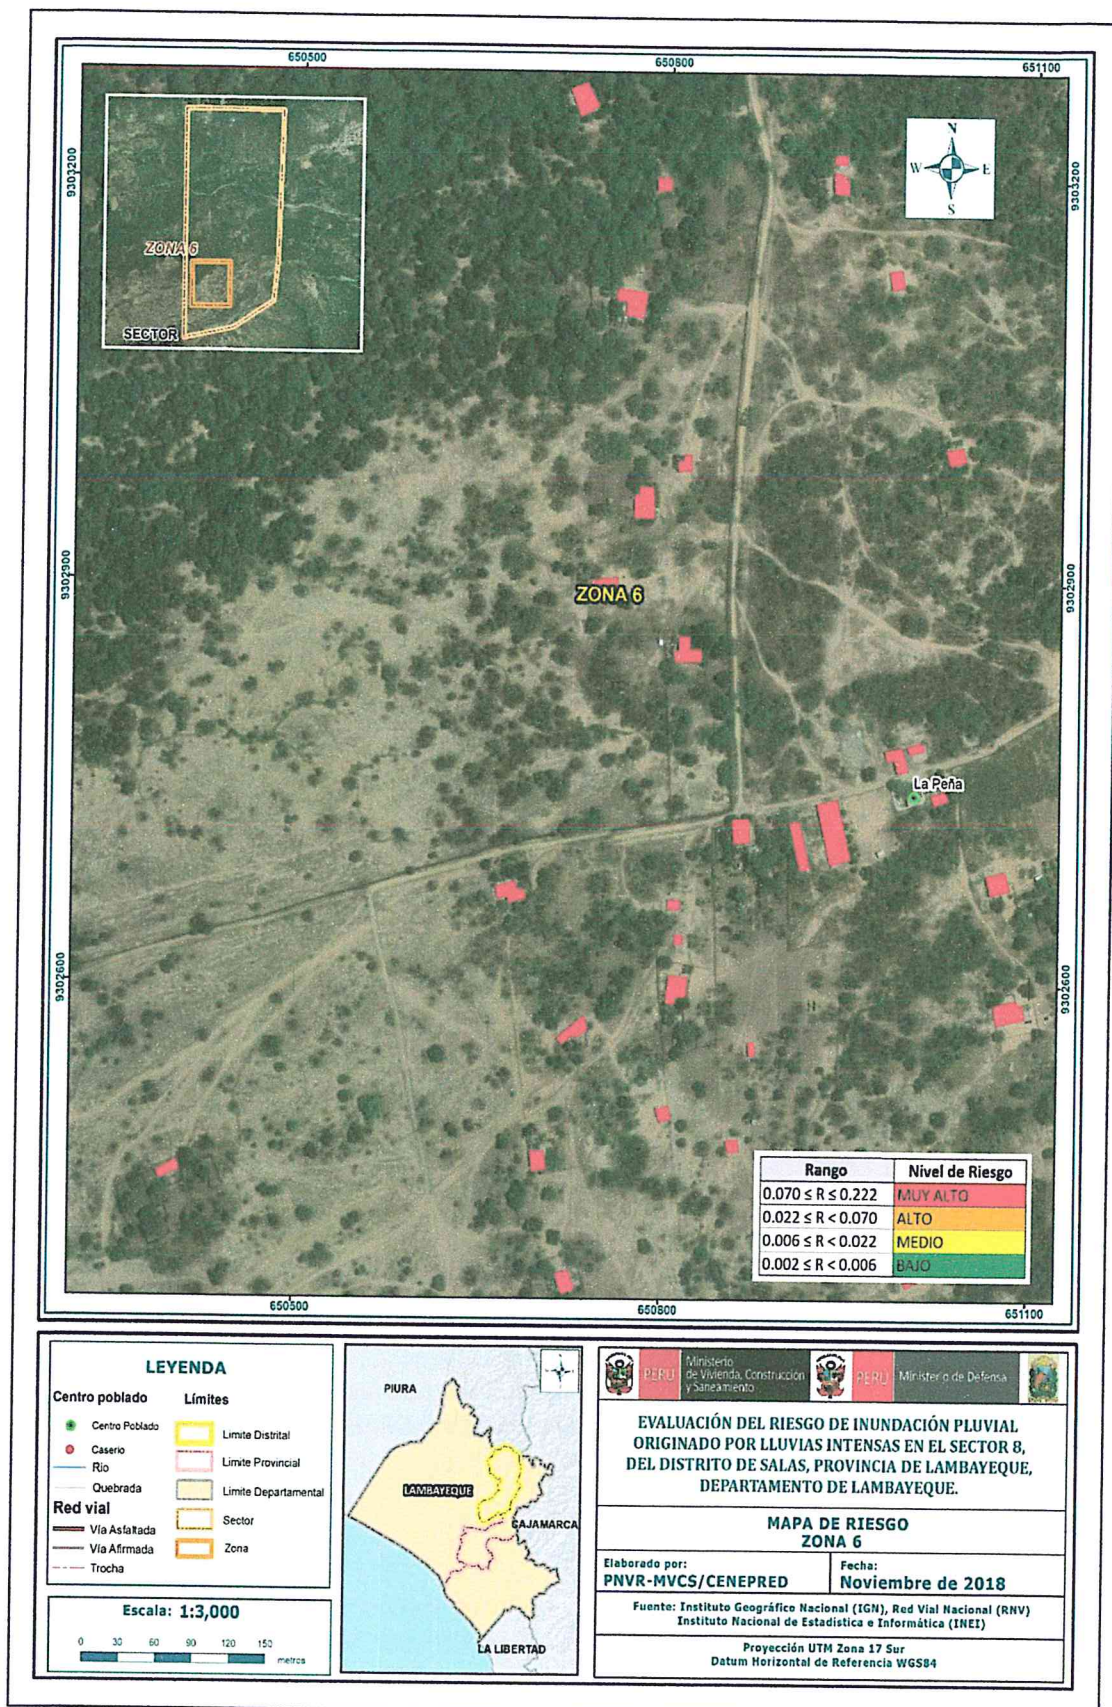 650500
650800
651100
9303200
9303200
N
W
E
S
ZONA 6
SECTOR
9302900
9302900
ZONA 6
La Peña
9302600
9302600
Rango
Nivel de Riesgo
0.070 ≤ R ≤ 0.222
MUY ALTO
0.022 ≤ R < 0.070
ALTO
0.006 ≤ R < 0.022
MEDIO
0.002 ≤ R < 0.006
BAJO
650500
650800
651100
LEYENDA
Centro poblado
Centro Poblado
Caserio
Rio
Quebrada
Red vial
Vía Asfaltada
Vía Afirmada
Trocha
Límites
Limite Distrital
Limite Provincial
Limite Departamental
Sector
Zona
Escala: 1:3,000
0 30 60 90 120 150
metros
PIURA
LAMBAYEQUE
CAJAMARCA
LA LIBERTAD
PERÚ
Ministerio
de Vivienda, Construcción
y Saneamiento
PERÚ
Ministerio de Defensa
EVALUACIÓN DEL RIESGO DE INUNDACIÓN PLUVIAL
ORIGINADO POR LLUVIAS INTENSAS EN EL SECTOR 8,
DEL DISTRITO DE SALAS, PROVINCIA DE LAMBAYEQUE,
DEPARTAMENTO DE LAMBAYEQUE.
MAPA DE RIESGO
ZONA 6
Elaborado por:
PNVR-MVCS/CENEPRED
Fecha:
Noviembre de 2018
Fuente: Instituto Geográfico Nacional (IGN), Red Vial Nacional (RNV)
Instituto Nacional de Estadistica e Informática (INEI)
Proyección UTM Zona 17 Sur
Datum Horizontal de Referencia WGS84